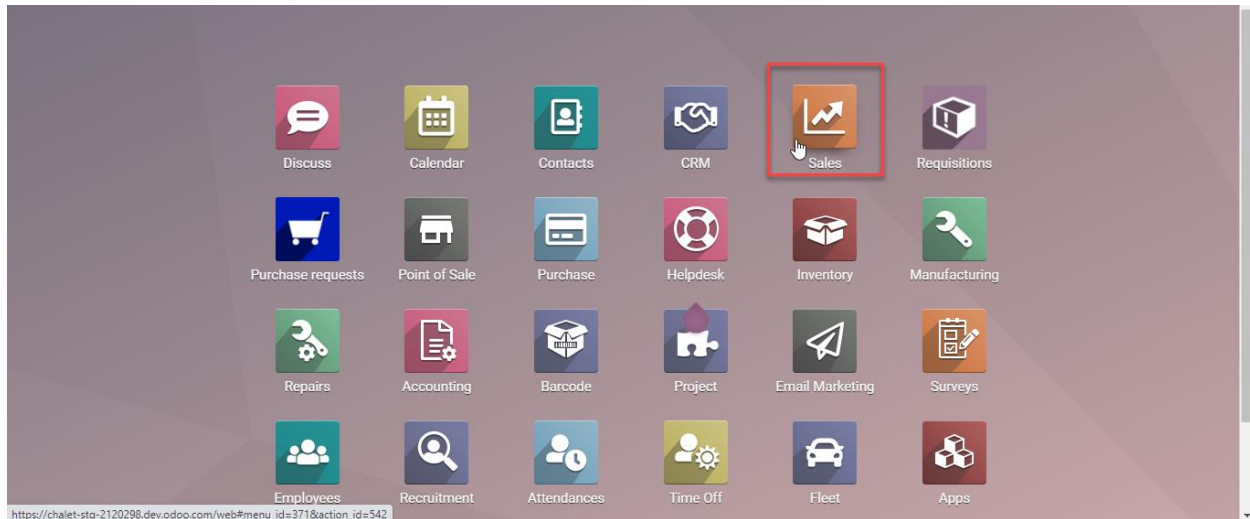 Discuss Calendar Contacts CRM Sales Requisitions
Purchase requests Point of Sale Purchase Helpdesk Inventory Manufacturing
Repairs Accounting Barcode Project Email Marketing Surveys
Employees Recruitment Attendances Time Off Fleet Apps
https://chalet-stg-2120298.dev.odoo.com/web#menu_id=371&action_id=542